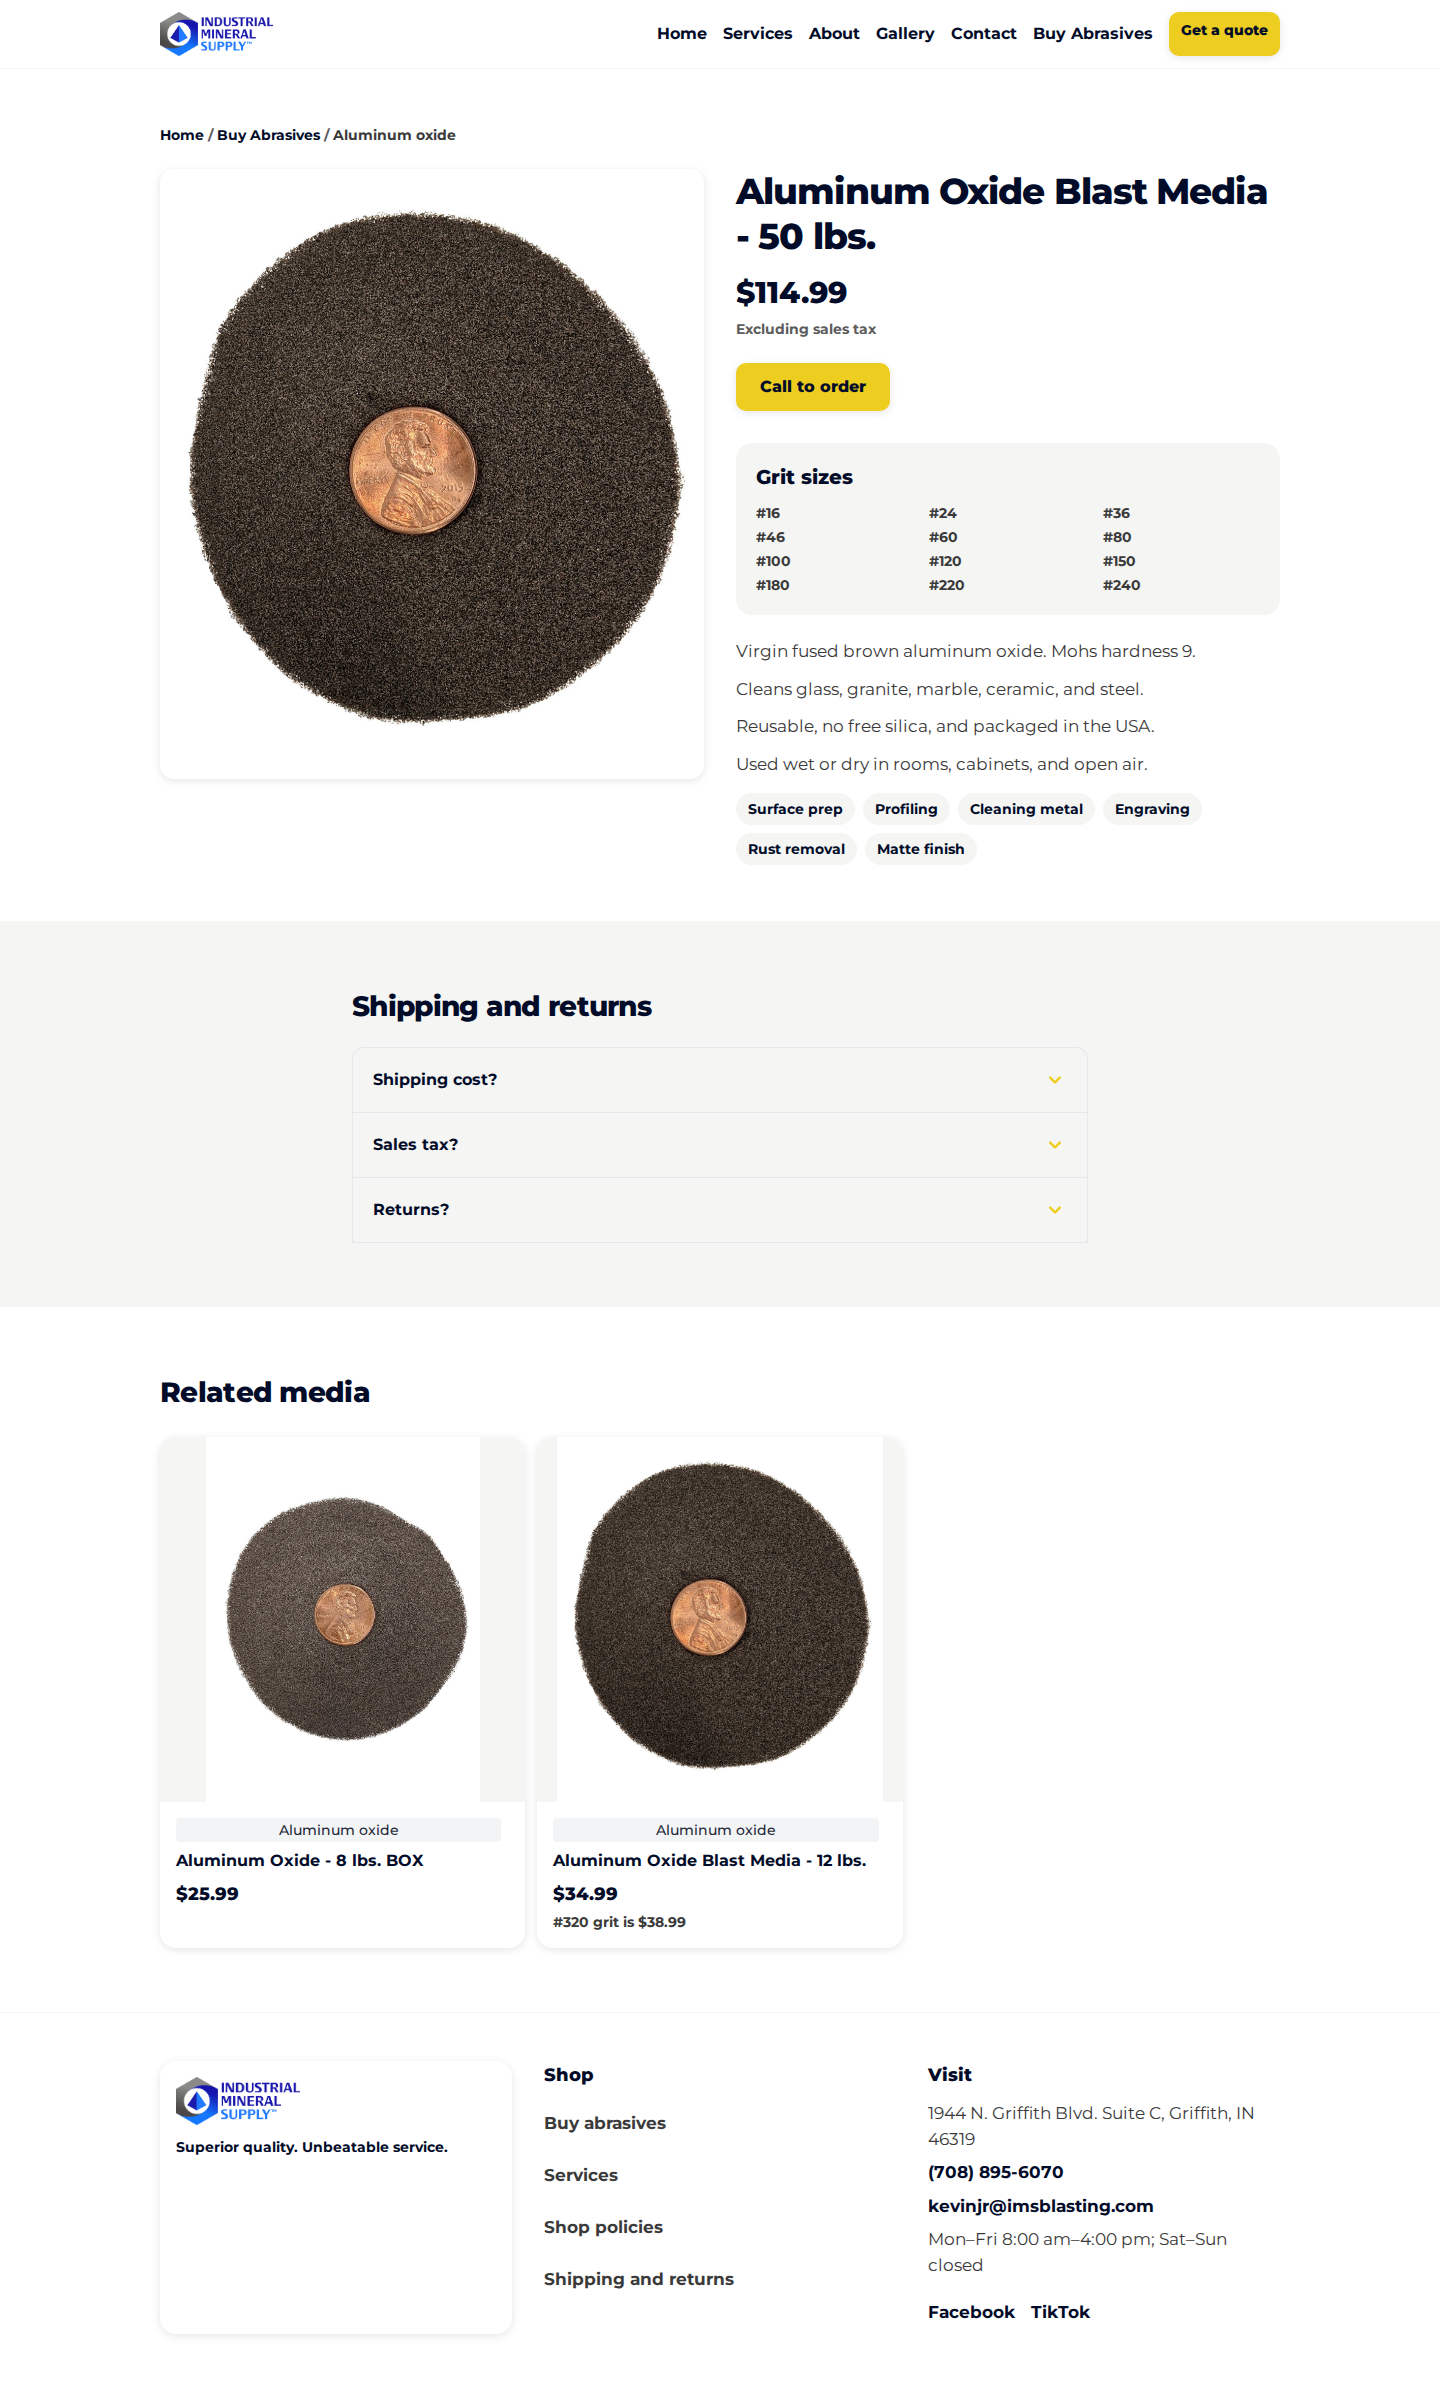 INDUSTRIAL
MINERAL
SUPPLY™
Home Services About Gallery Contact Buy Abrasives Get a quote
Home / Buy Abrasives / Aluminum oxide
Aluminum Oxide Blast Media
- 50 lbs.
$114.99
Excluding sales tax
Call to order
Grit sizes
#16 #24 #36
#46 #60 #80
#100 #120 #150
#180 #220 #240
Virgin fused brown aluminum oxide. Mohs hardness 9.
Cleans glass, granite, marble, ceramic, and steel.
Reusable, no free silica, and packaged in the USA.
Used wet or dry in rooms, cabinets, and open air.
Surface prep Profiling Cleaning metal Engraving
Rust removal Matte finish
Shipping and returns
Shipping cost?
Sales tax?
Returns?
Related media
Aluminum oxide
Aluminum Oxide - 8 lbs. BOX
$25.99
Aluminum oxide
Aluminum Oxide Blast Media - 12 lbs.
$34.99
#320 grit is $38.99
INDUSTRIAL
MINERAL
SUPPLY™
Superior quality. Unbeatable service.
Shop
Buy abrasives
Services
Shop policies
Shipping and returns
Visit
1944 N. Griffith Blvd. Suite C, Griffith, IN
46319
(708) 895-6070
kevinjr@imsblasting.com
Mon–Fri 8:00 am–4:00 pm; Sat–Sun
closed
Facebook TikTok